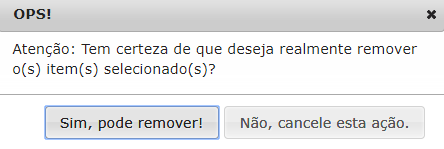 OPS!
Atenção: Tem certeza de que deseja realmente remover
o(s) item(s) selecionado(s)?
Sim, pode remover! Não, cancele esta ação.